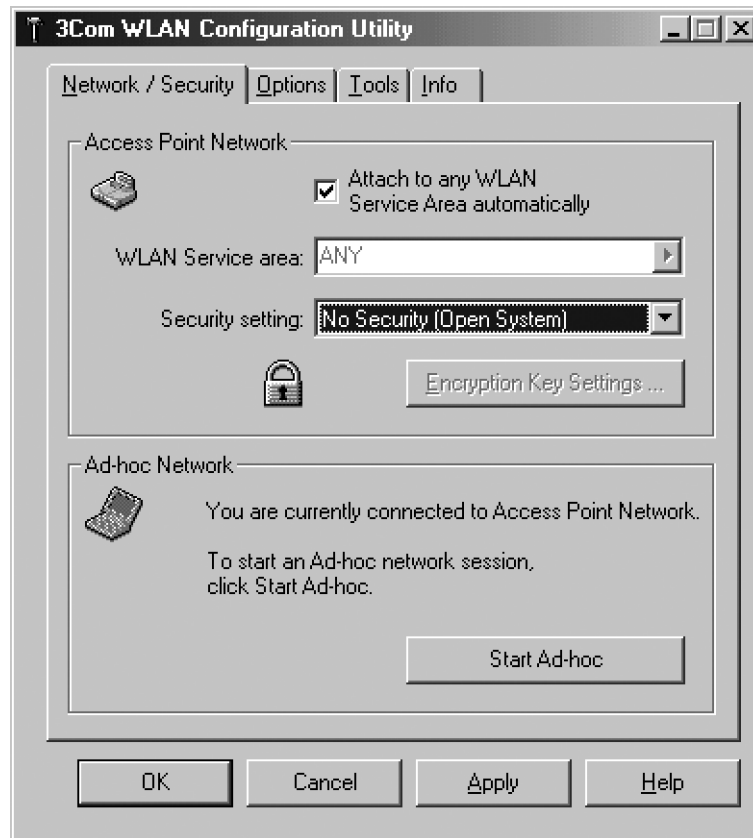 3Com WLAN Configuration Utility
Network / Security Options Tools Info
Access Point Network
Attach to any WLAN
Service Area automatically
WLAN Service area: ANY
Security setting: No Security (Open System)
Encryption Key Settings ...
Ad-hoc Network
You are currently connected to Access Point Network.
To start an Ad-hoc network session,
click Start Ad-hoc.
Start Ad-hoc
OK Cancel Apply Help